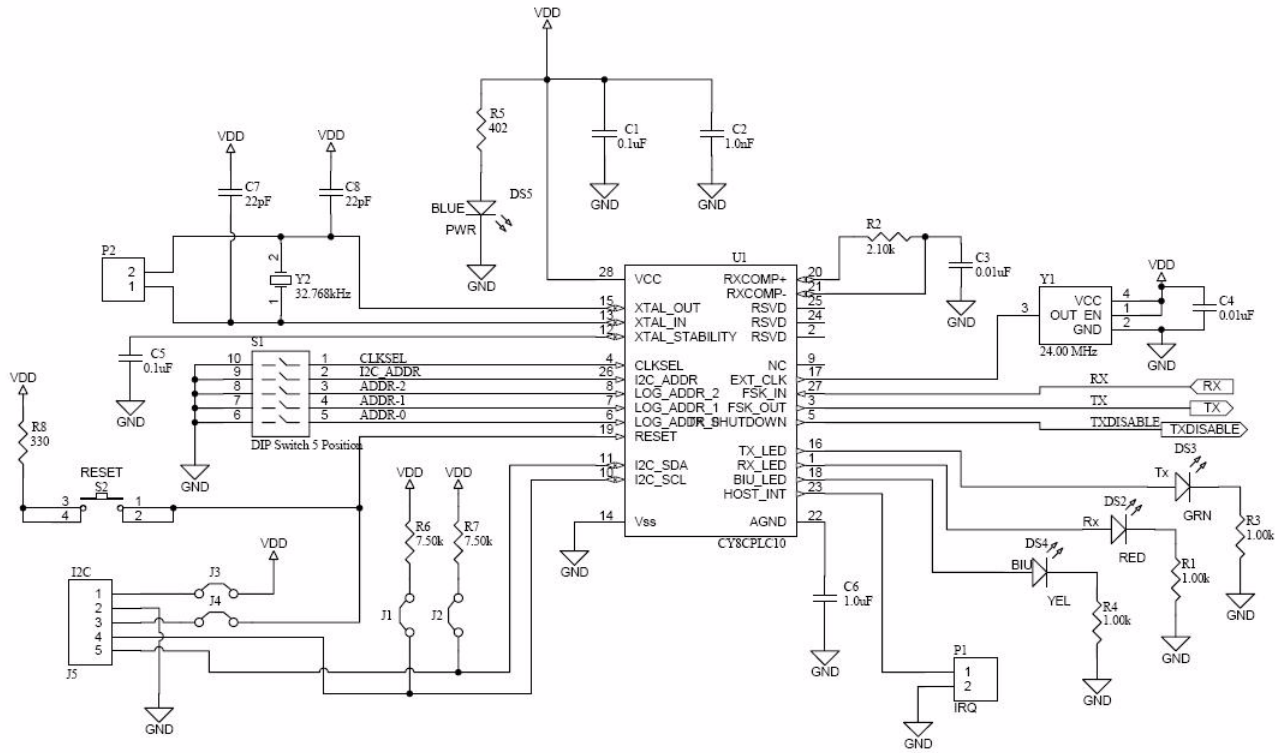 VDD
R5
402
C1
0.1uF
C2
1.0nF
VDD
VDD
C7
22pF
C8
22pF
GND
GND
DS5
BLUE
PWR
GND
P2
2
1
2
Y2
1
32.768kHz
R2
2.10k
C3
0.01uF
GND
Y1
VDD
VCC 4
3 OUT EN 1
GND 2
24.00 MHz
C4
0.01uF
GND
U1
28 VCC RXCOMP+ 20
RXCOMP- 21
15 XTAL_OUT RSVD 25
13 XTAL_IN RSVD 24
12 XTAL_STABILITY RSVD 2
4 CLKSEL NC 9
26 I2C_ADDR EXT_CLK 17
8 LOG_ADDR_2 FSK_IN 27
7 LOG_ADDR_1 FSK_OUT 3
6 LOG_ADDR_0 SHUTDOWN 5
19 RESET
TX_LED 16
11 I2C_SDA RX_LED 1
10 I2C_SCL BIU_LED 18
HOST_INT 23
14 Vss AGND 22
CY8CPLC10
GND
C5
0.1uF
GND
S1
10 1 CLKSEL
9 2 I2C_ADDR
8 3 ADDR-2
7 4 ADDR-1
6 5 ADDR-0
DIP Switch 5 Position
GND
RX RX
TX TX
TXDISABLE TXDISABLE
VDD
R8
330
RESET
S2
3 1
4 2
VDD
VDD
R6
7.50k
R7
7.50k
J1
J2
VDD
I2C
J3
J4
1
2
3
4
5
J5
GND
C6
1.0uF
GND
DS3
Tx
GRN
R3
1.00k
GND
DS2
Rx
RED
R1
1.00k
GND
DS4
BIU
YEL
R4
1.00k
GND
P1
1
2
IRQ
GND